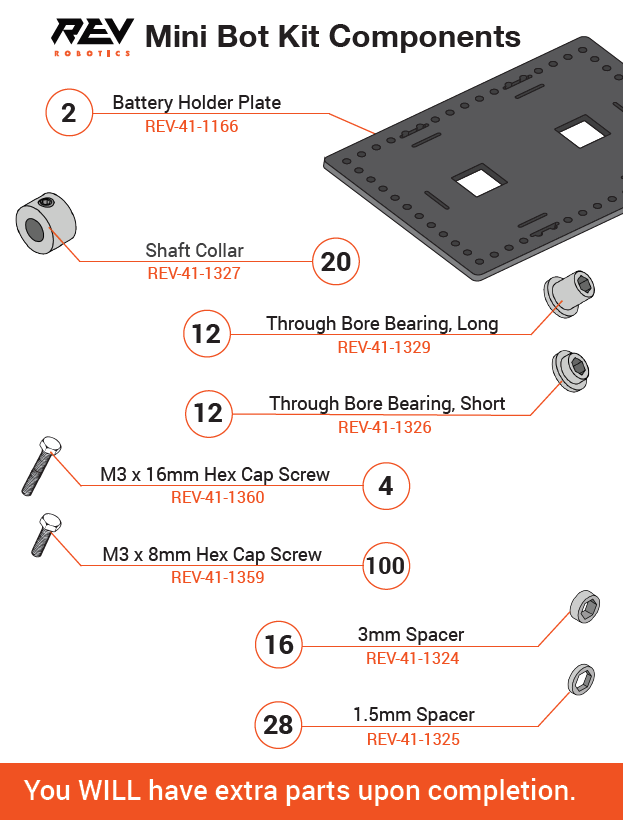 REV
ROBOTICS
Mini Bot Kit Components
2
Battery Holder Plate
REV-41-1166
Shaft Collar
REV-41-1327
20
12
Through Bore Bearing, Long
REV-41-1329
12
Through Bore Bearing, Short
REV-41-1326
M3 x 16mm Hex Cap Screw
REV-41-1360
4
M3 x 8mm Hex Cap Screw
REV-41-1359
100
16
3mm Spacer
REV-41-1324
28
1.5mm Spacer
REV-41-1325
You WILL have extra parts upon completion.